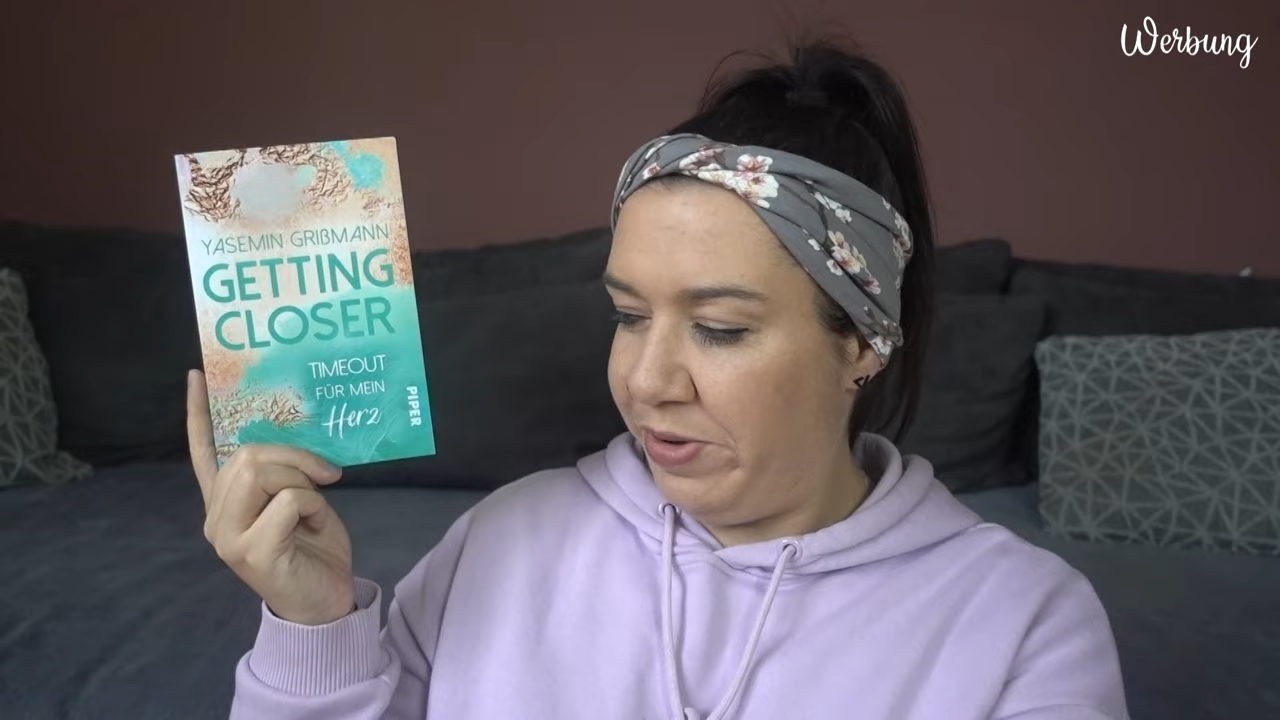 Werbung
YASEMIN GRIßMANN
GETTING
CLOSER
TIMEOUT
FÜR MEIN
Herz
PIPER